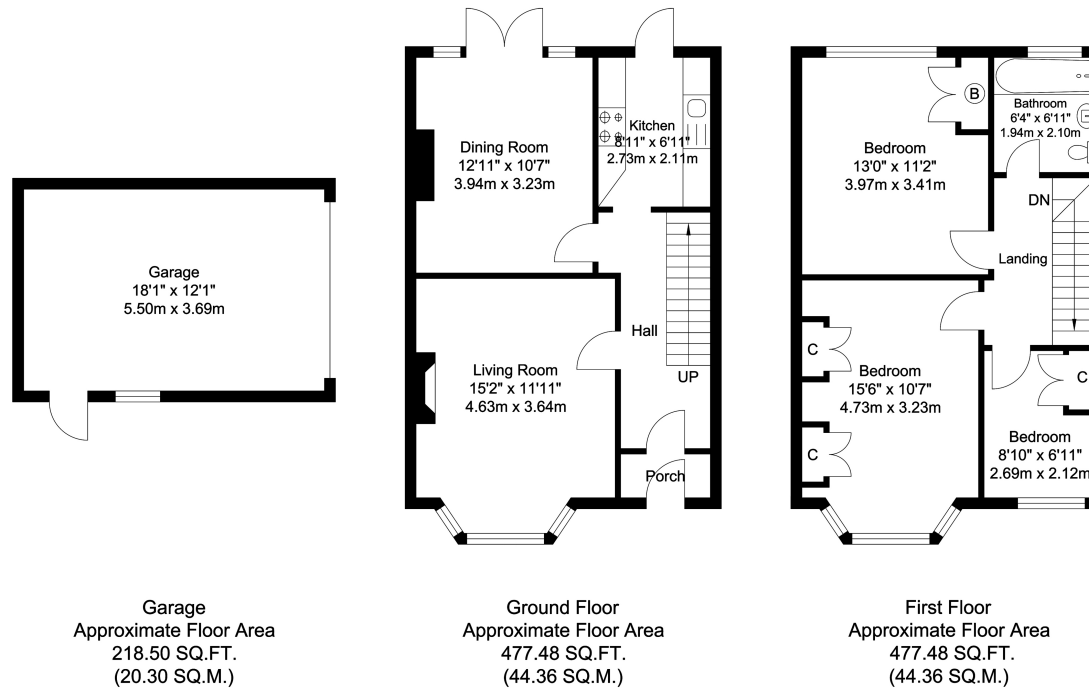 Garage
18'1" x 12'1"
5.50m x 3.69m
Garage
Approximate Floor Area
218.50 SQ.FT.
(20.30 SQ.M.)
Dining Room
12'11" x 10'7"
3.94m x 3.23m
Kitchen
8'11" x 6'11"
2.73m x 2.11m
Hall
UP
Living Room
15'2" x 11'11"
4.63m x 3.64m
Porch
Ground Floor
Approximate Floor Area
477.48 SQ.FT.
(44.36 SQ.M.)
B
Bathroom
6'4" x 6'11"
1.94m x 2.10m
Bedroom
13'0" x 11'2"
3.97m x 3.41m
DN
Landing
C
Bedroom
15'6" x 10'7"
4.73m x 3.23m
C
C
Bedroom
8'10" x 6'11"
2.69m x 2.12m
First Floor
Approximate Floor Area
477.48 SQ.FT.
(44.36 SQ.M.)